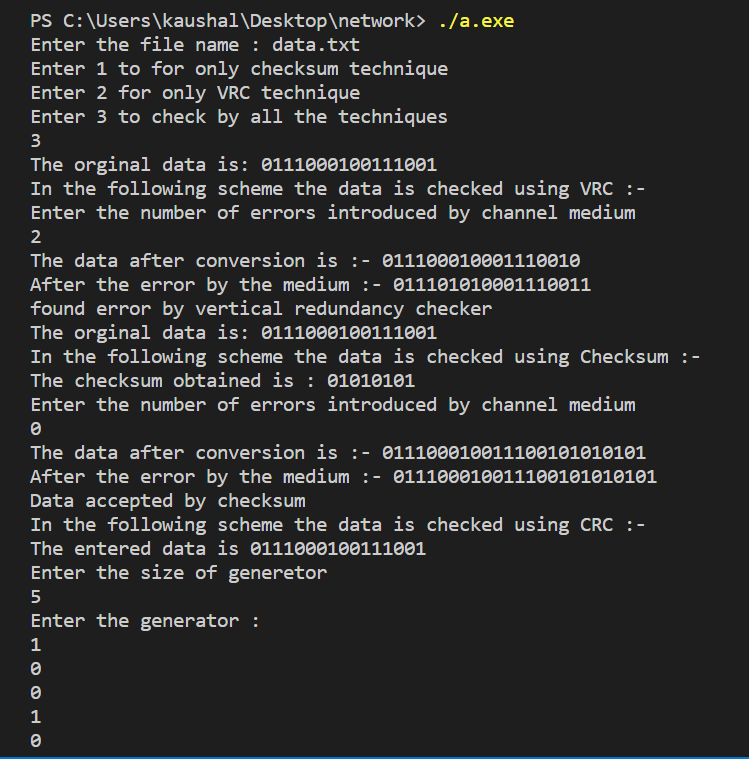 PS C:\Users\kaushal\Desktop\network> ./a.exe
Enter the file name : data.txt
Enter 1 to for only checksum technique
Enter 2 for only VRC technique
Enter 3 to check by all the techniques
3
The orginal data is: 0111000100111001
In the following scheme the data is checked using VRC :-
Enter the number of errors introduced by channel medium
2
The data after conversion is :- 011100010001110010
After the error by the medium :- 011101010001110011
found error by vertical redundancy checker
The orginal data is: 0111000100111001
In the following scheme the data is checked using Checksum :-
The checksum obtained is : 01010101
Enter the number of errors introduced by channel medium
0
The data after conversion is :- 011100010011100101010101
After the error by the medium :- 011100010011100101010101
Data accepted by checksum
In the following scheme the data is checked using CRC :-
The entered data is 0111000100111001
Enter the size of generetor
5
Enter the generator :
1
0
0
1
0